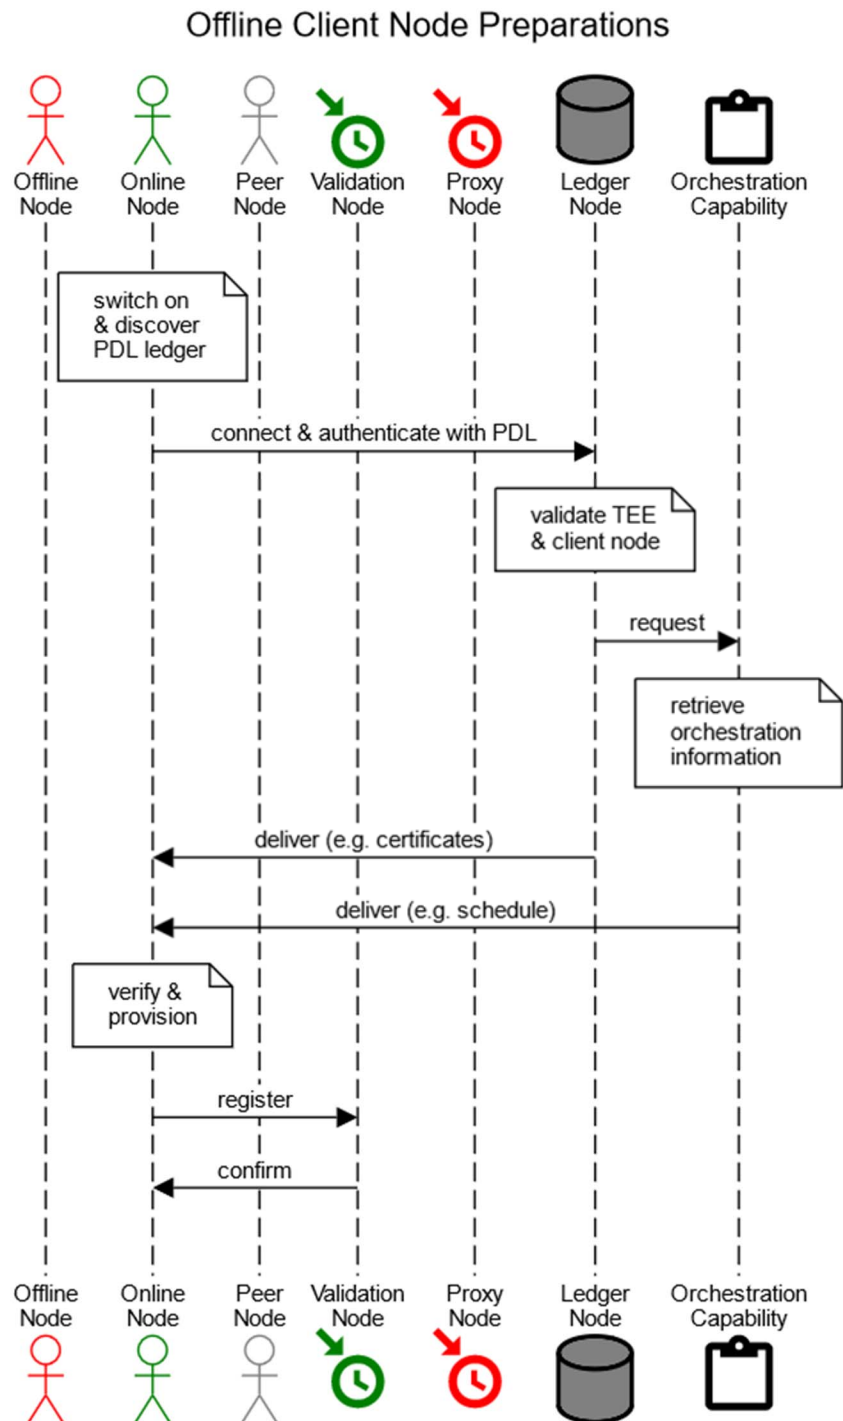 Offline Client Node Preparations
Offline
Node
Online
Node
Peer
Node
Validation
Node
Proxy
Node
Ledger
Node
Orchestration
Capability
switch on
& discover
PDL ledger
connect & authenticate with PDL
validate TEE
& client node
request
retrieve
orchestration
information
deliver (e.g. certificates)
deliver (e.g. schedule)
verify &
provision
register
confirm
Offline
Node
Online
Node
Peer
Node
Validation
Node
Proxy
Node
Ledger
Node
Orchestration
Capability